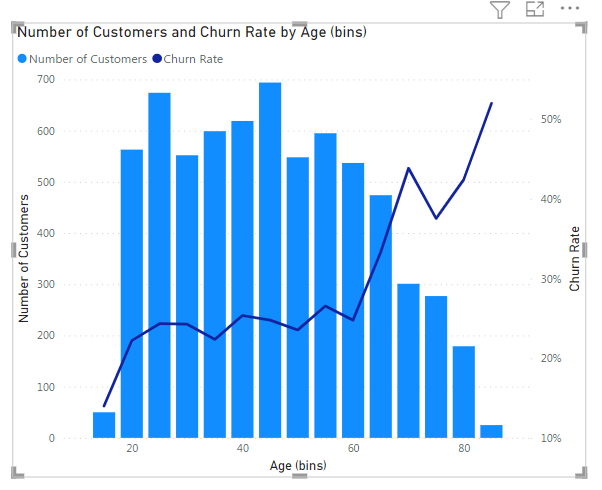 Number of Customers and Churn Rate by Age (bins)
Number of Customers Churn Rate
700
600
500
400
300
200
100
0
Number of Customers
50%
40%
30%
20%
10%
Churn Rate
20 40 60 80
Age (bins)